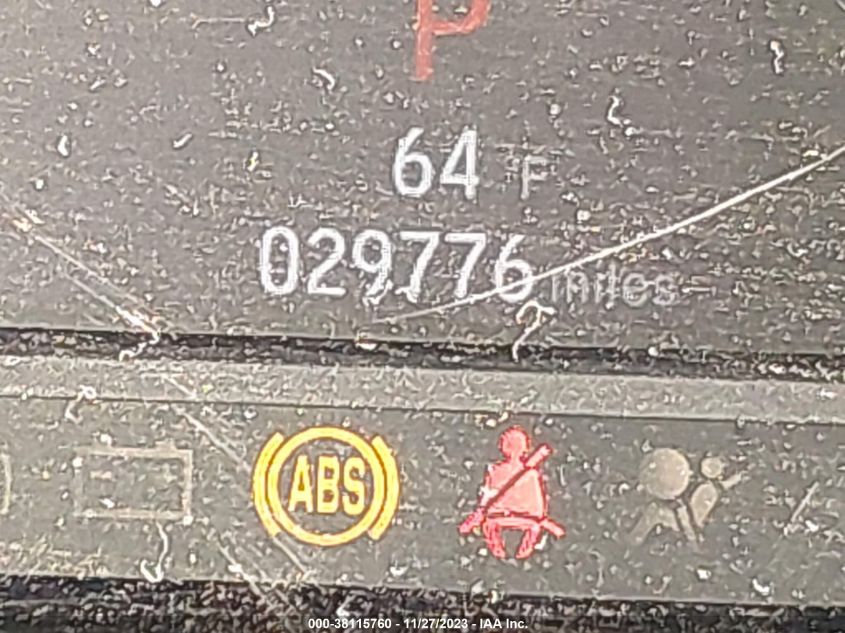 P
64 °F
029776 miles
ABS
000-38115760 - 11/27/2023 - IAA Inc.